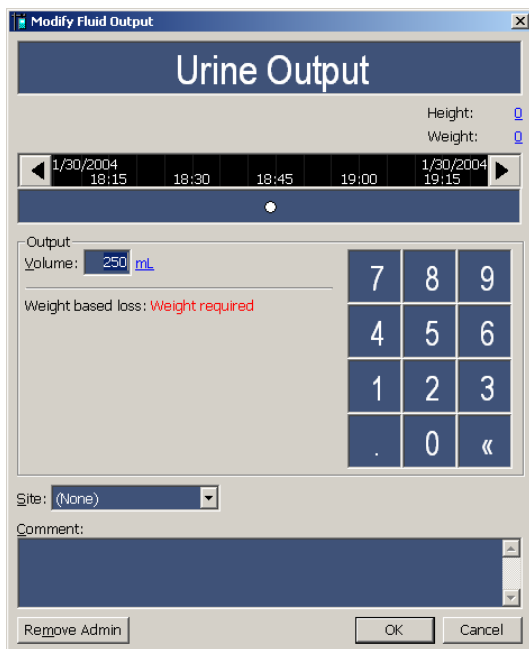 Modify Fluid Output
Urine Output
Height: 0
Weight: 0
1/30/2004 1/30/2004
18:15 18:30 18:45 19:00 19:15
Output
Volume: 250 mL
Weight based loss: Weight required
7 8 9
4 5 6
1 2 3
. 0 «
Site: (None)
Comment:
Remove Admin OK Cancel